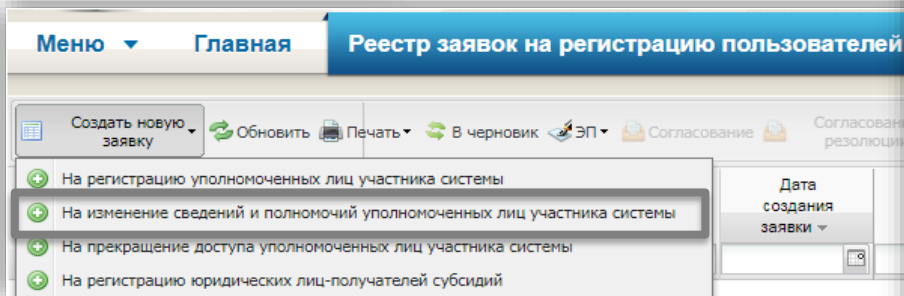 Меню Главная Реестр заявок на регистрацию пользователей
Создать новую заявку Обновить Печать В черновик ЭП Согласование
На регистрацию уполномоченных лиц участника системы
На изменение сведений и полномочий уполномоченных лиц участника системы
На прекращение доступа уполномоченных лиц участника системы
На регистрацию юридических лиц-получателей субсидий
Дата
создания
заявки